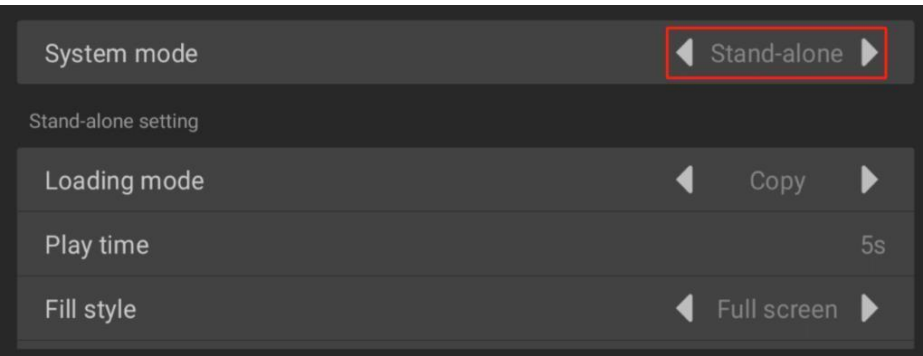 System mode Stand-alone
Stand-alone setting
Loading mode Copy
Play time 5s
Fill style Full screen